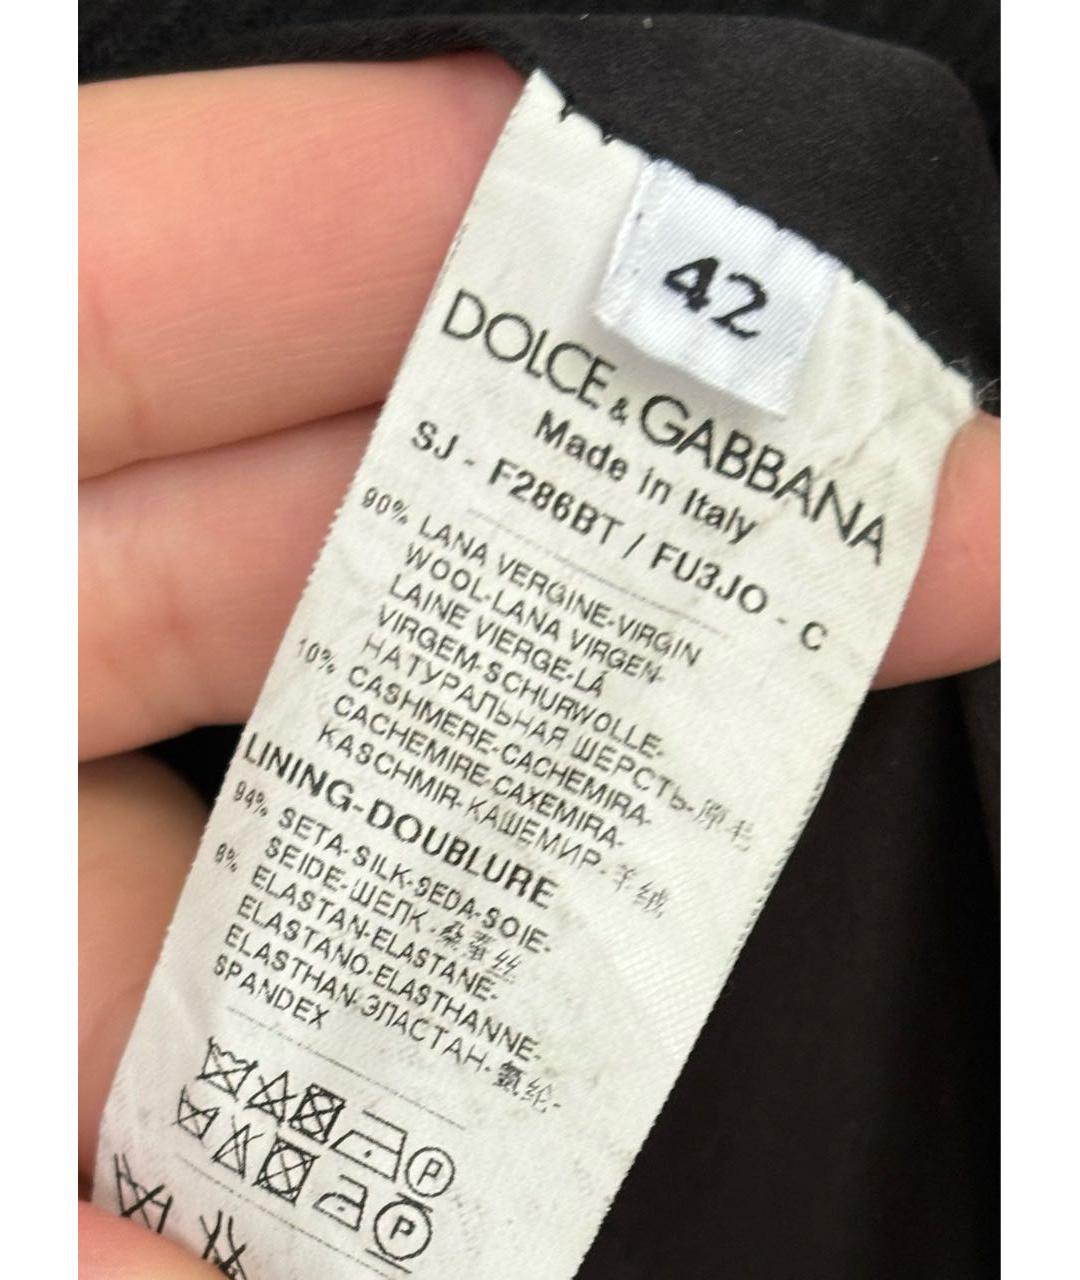 42
DOLCE & GABBANA
Made in Italy
SJ - F286BT / FU3JO - C
90% LANA VERGINE-VIRGIN
WOOL-LANA VIRGEN-
LAINE VIERGE-LÃ
VIRGEM-SCHURWOLLE-
НАТУРАЛЬНАЯ ШЕРСТЬ-原毛
10% CASHMERE-CACHEMIRA-
CACHEMIRE-CAXEMIRA-
KASCHMIR-КАШЕМИР-羊绒
LINING-DOUBLURE
94% SETA-SILK-SEDA-SOIE-
SEIDE-ШЕЛК-桑蚕丝
6% ELASTAN-ELASTANE-
ELASTANO-ELASTHANNE-
ELASTHAN-ЭЛАСТАН-氨纶-
SPANDEX
P
P